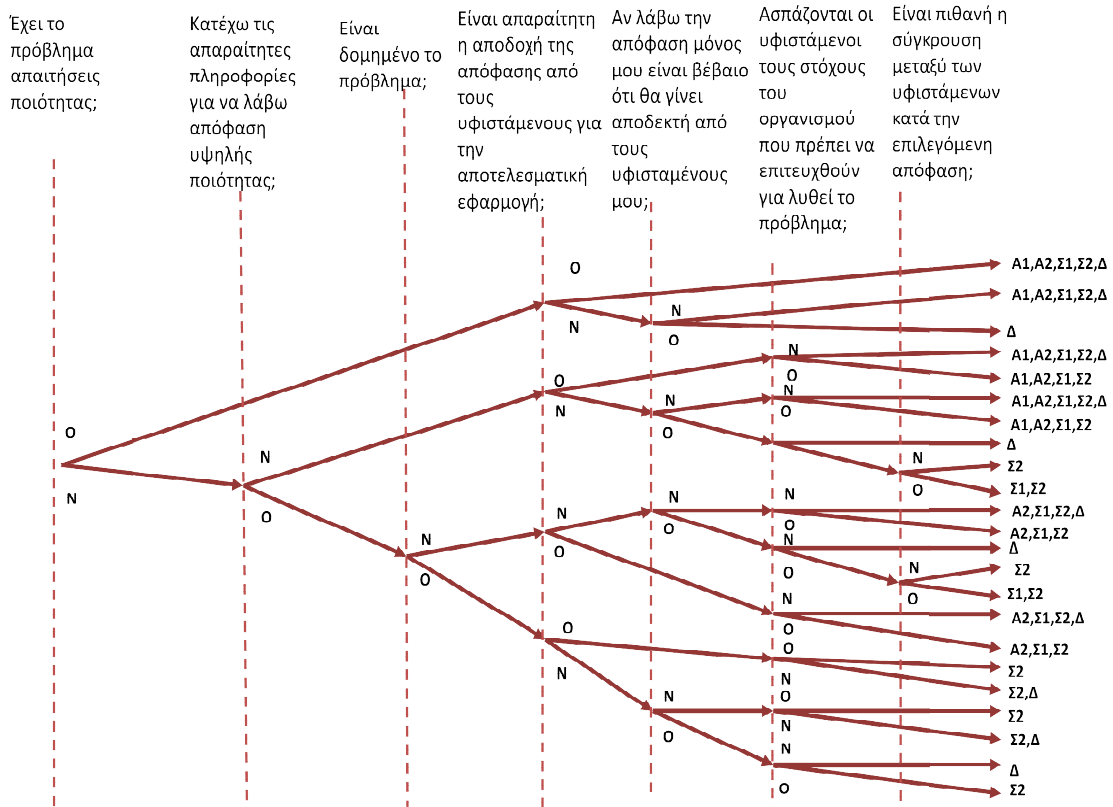 Έχει το
πρόβλημα
απαιτήσεις
ποιότητας;
Κατέχω τις
απαραίτητες
πληροφορίες
για να λάβω
απόφαση
υψηλής
ποιότητας;
Είναι
δομημένο το
πρόβλημα;
Είναι απαραίτητη
η αποδοχή της
απόφασης από
τους
υφιστάμενους για
την
αποτελεσματική
εφαρμογή;
Αν λάβω την
απόφαση μόνος
μου είναι βέβαιο
ότι θα γίνει
αποδεκτή από
τους
υφισταμένους
μου;
Ασπάζονται οι
υφιστάμενοι
τους στόχους
του
οργανισμού
που πρέπει να
επιτευχθούν
για λυθεί το
πρόβλημα;
Είναι πιθανή η
σύγκρουση
μεταξύ των
υφιστάμενων
κατά την
επιλεγόμενη
απόφαση;
Ο
Ν
Ν
Ο
Ν
Ο
Ο
Ν
Ο
Ν
Ν
Ο
Ο
Ν
Ν
Ο
Ν
Ο
Ν
Ο
Ν
Ο
Ν
Ο
Ν
Ο
Ν
Ο
Ν
Ο
Ν
Ο
Ο
Ν
Ο
Ν
Ν
Ο
Ν
Ο
Ν
Ο
Α1,Α2,Σ1,Σ2,Δ
Α1,Α2,Σ1,Σ2,Δ
Δ
Α1,Α2,Σ1,Σ2,Δ
Α1,Α2,Σ1,Σ2
Α1,Α2,Σ1,Σ2,Δ
Α1,Α2,Σ1,Σ2
Δ
Σ2
Σ1,Σ2
Α2,Σ1,Σ2,Δ
Α2,Σ1,Σ2
Δ
Σ2
Σ1,Σ2
Α2,Σ1,Σ2,Δ
Α2,Σ1,Σ2
Σ2
Σ2,Δ
Σ2
Σ2,Δ
Δ
Σ2